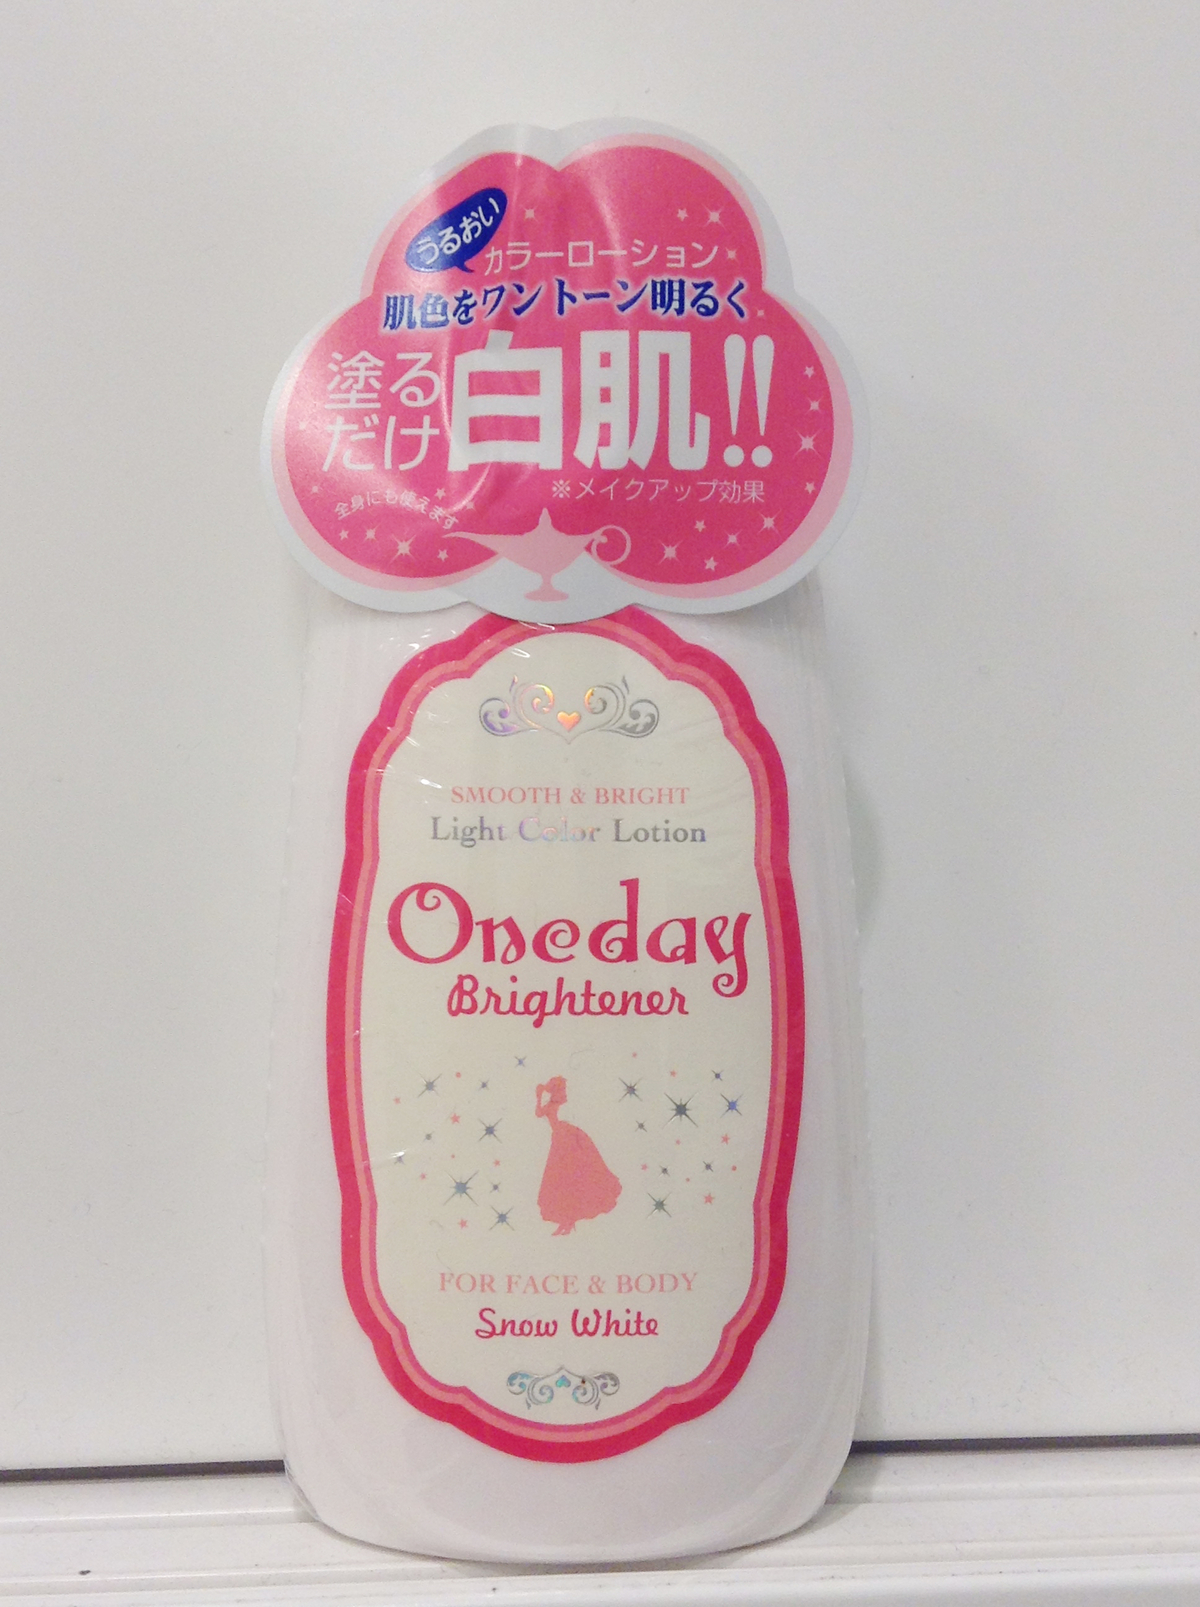 うるおい
カラーローション
肌色をワントーン明るく
塗る
だけ
白肌!!
※メイクアップ効果
全身にも使えます
SMOOTH & BRIGHT
Light Color Lotion
Oneday
Brightener
FOR FACE & BODY
Snow White